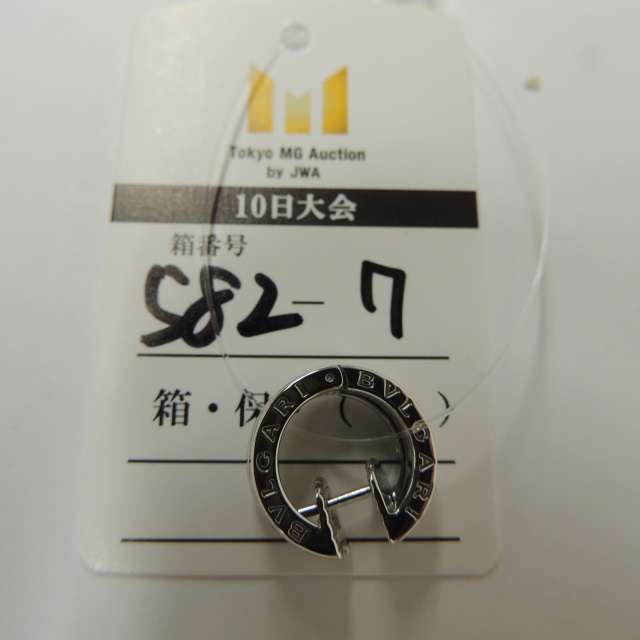 Tokyo MG Auction
by JWA
10日大会
箱番号
582-7
箱・保 ( )
BVLGARI • BVLGARI